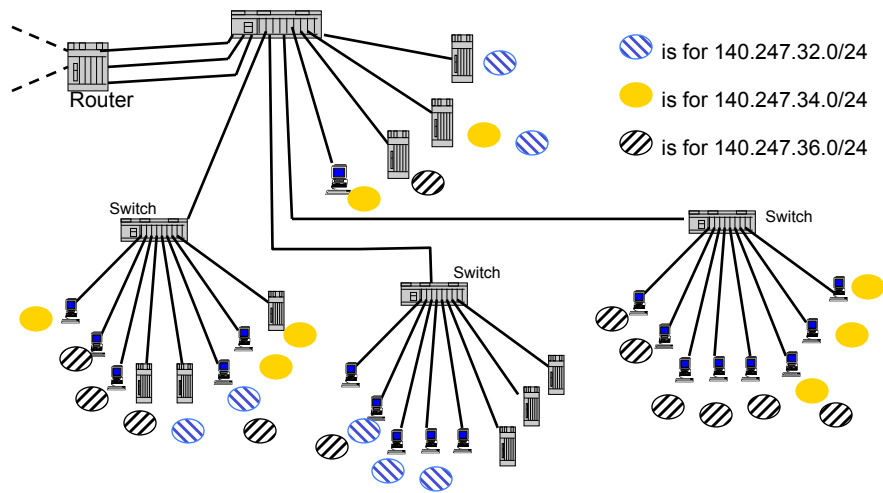 Router
is for 140.247.32.0/24
is for 140.247.34.0/24
is for 140.247.36.0/24
Switch
Switch
Switch